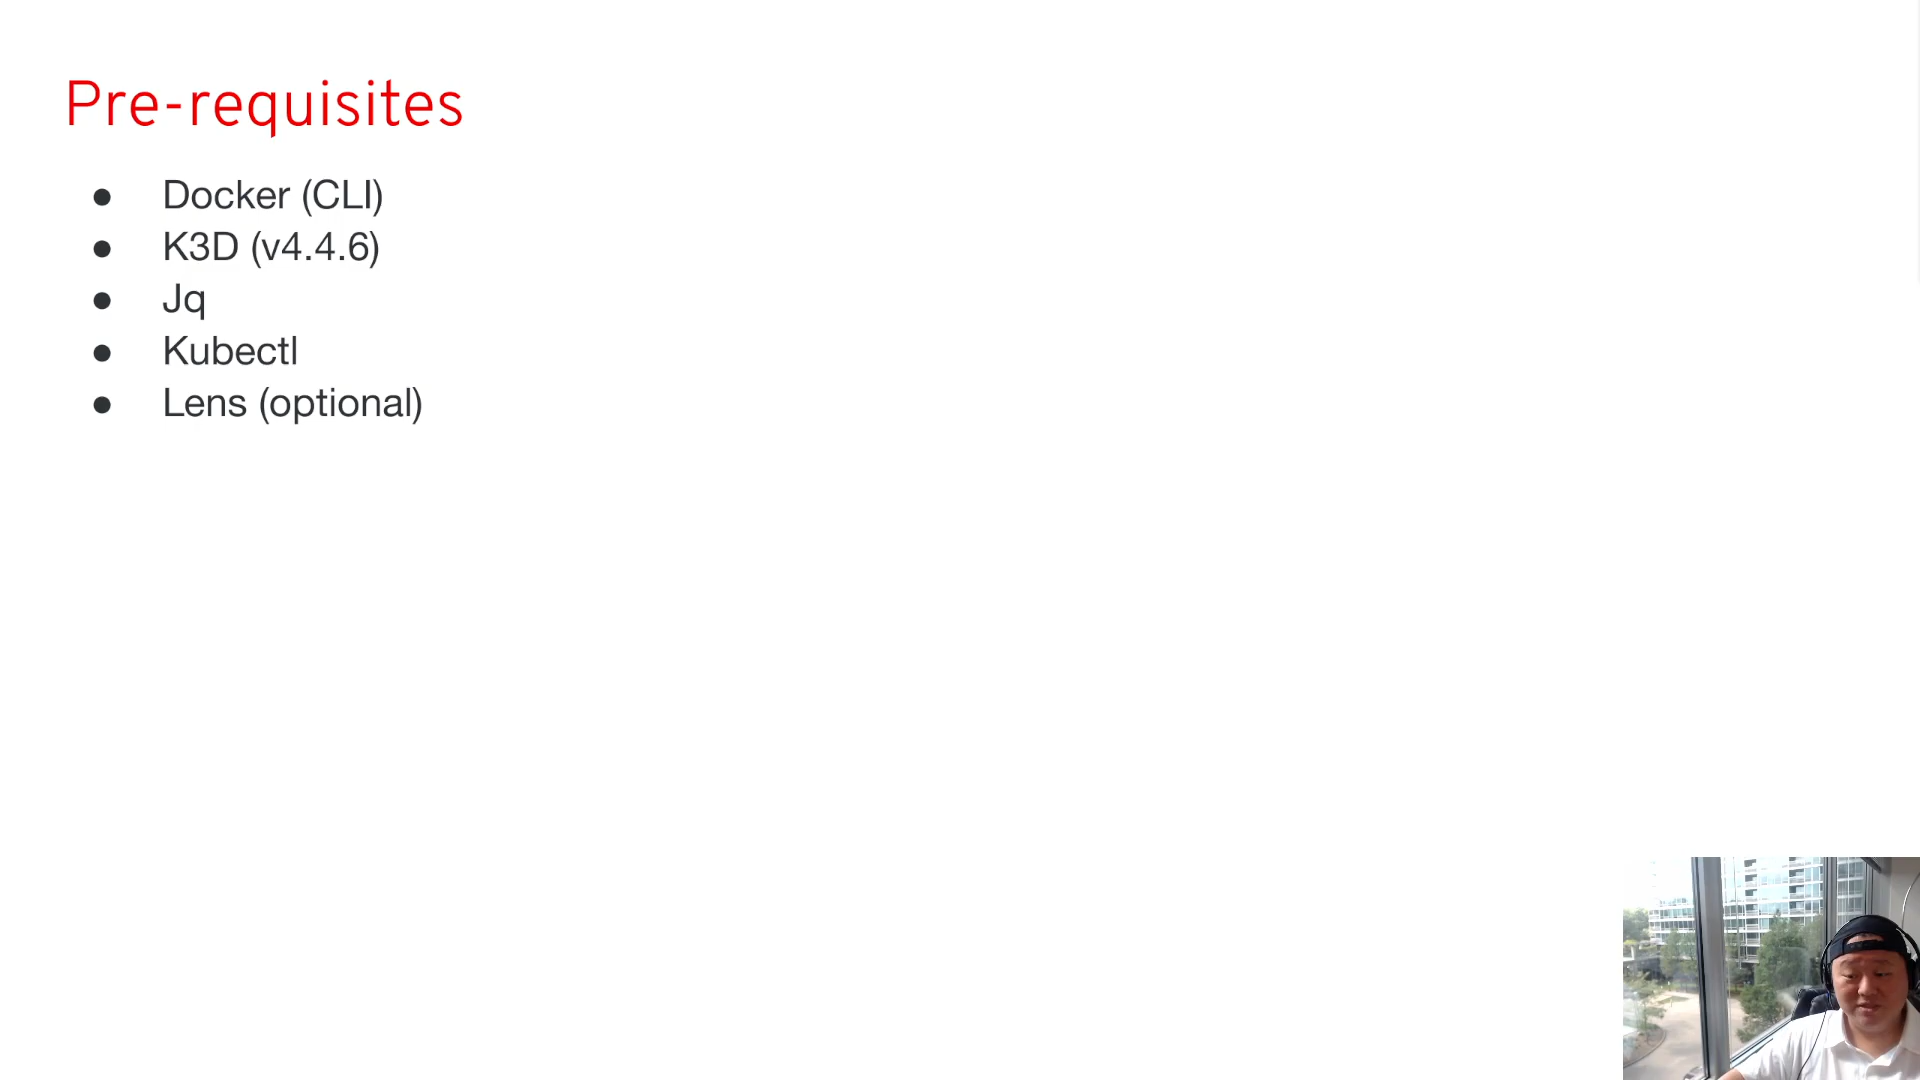 Pre-requisites
● Docker (CLI)
● K3D (v4.4.6)
● Jq
● Kubectl
● Lens (optional)